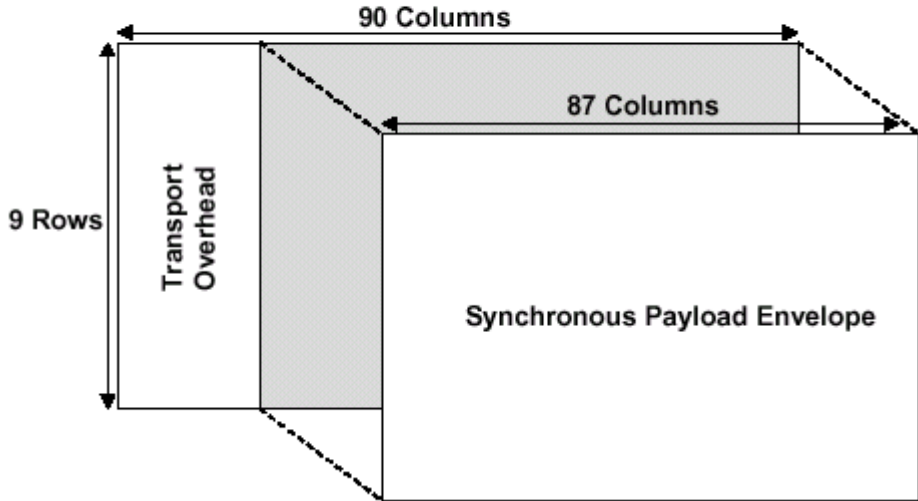 90 Columns
87 Columns
9 Rows
Transport
Overhead
Synchronous Payload Envelope